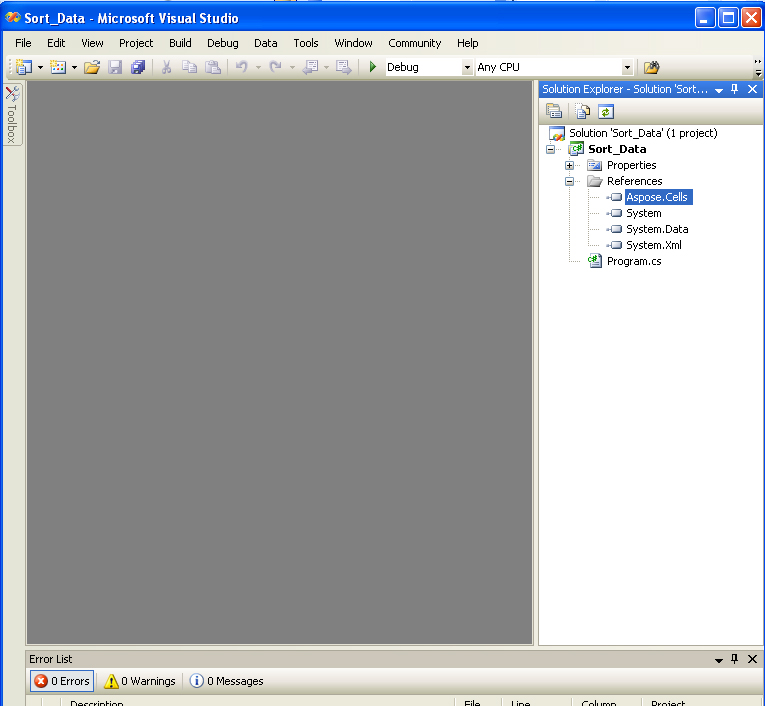 Sort_Data - Microsoft Visual Studio
File Edit View Project Build Debug Data Tools Window Community Help
Debug Any CPU
Toolbox
Solution Explorer - Solution 'Sort...
Solution 'Sort_Data' (1 project)
Sort_Data
Properties
References
Aspose.Cells
System
System.Data
System.Xml
Program.cs
Error List
0 Errors 0 Warnings 0 Messages
Description File Line Column Project